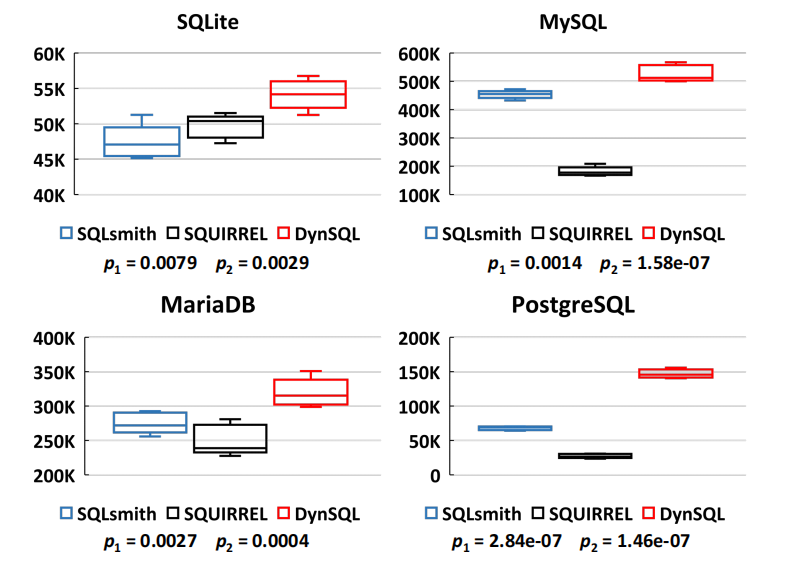 SQLite
60K
55K
50K
45K
40K
SQLsmith SQUIRREL DynSQL
p1 = 0.0079 p2 = 0.0029
MySQL
600K
500K
400K
300K
200K
100K
SQLsmith SQUIRREL DynSQL
p1 = 0.0014 p2 = 1.58e-07
MariaDB
400K
350K
300K
250K
200K
SQLsmith SQUIRREL DynSQL
p1 = 0.0027 p2 = 0.0004
PostgreSQL
200K
150K
100K
50K
0
SQLsmith SQUIRREL DynSQL
p1 = 2.84e-07 p2 = 1.46e-07